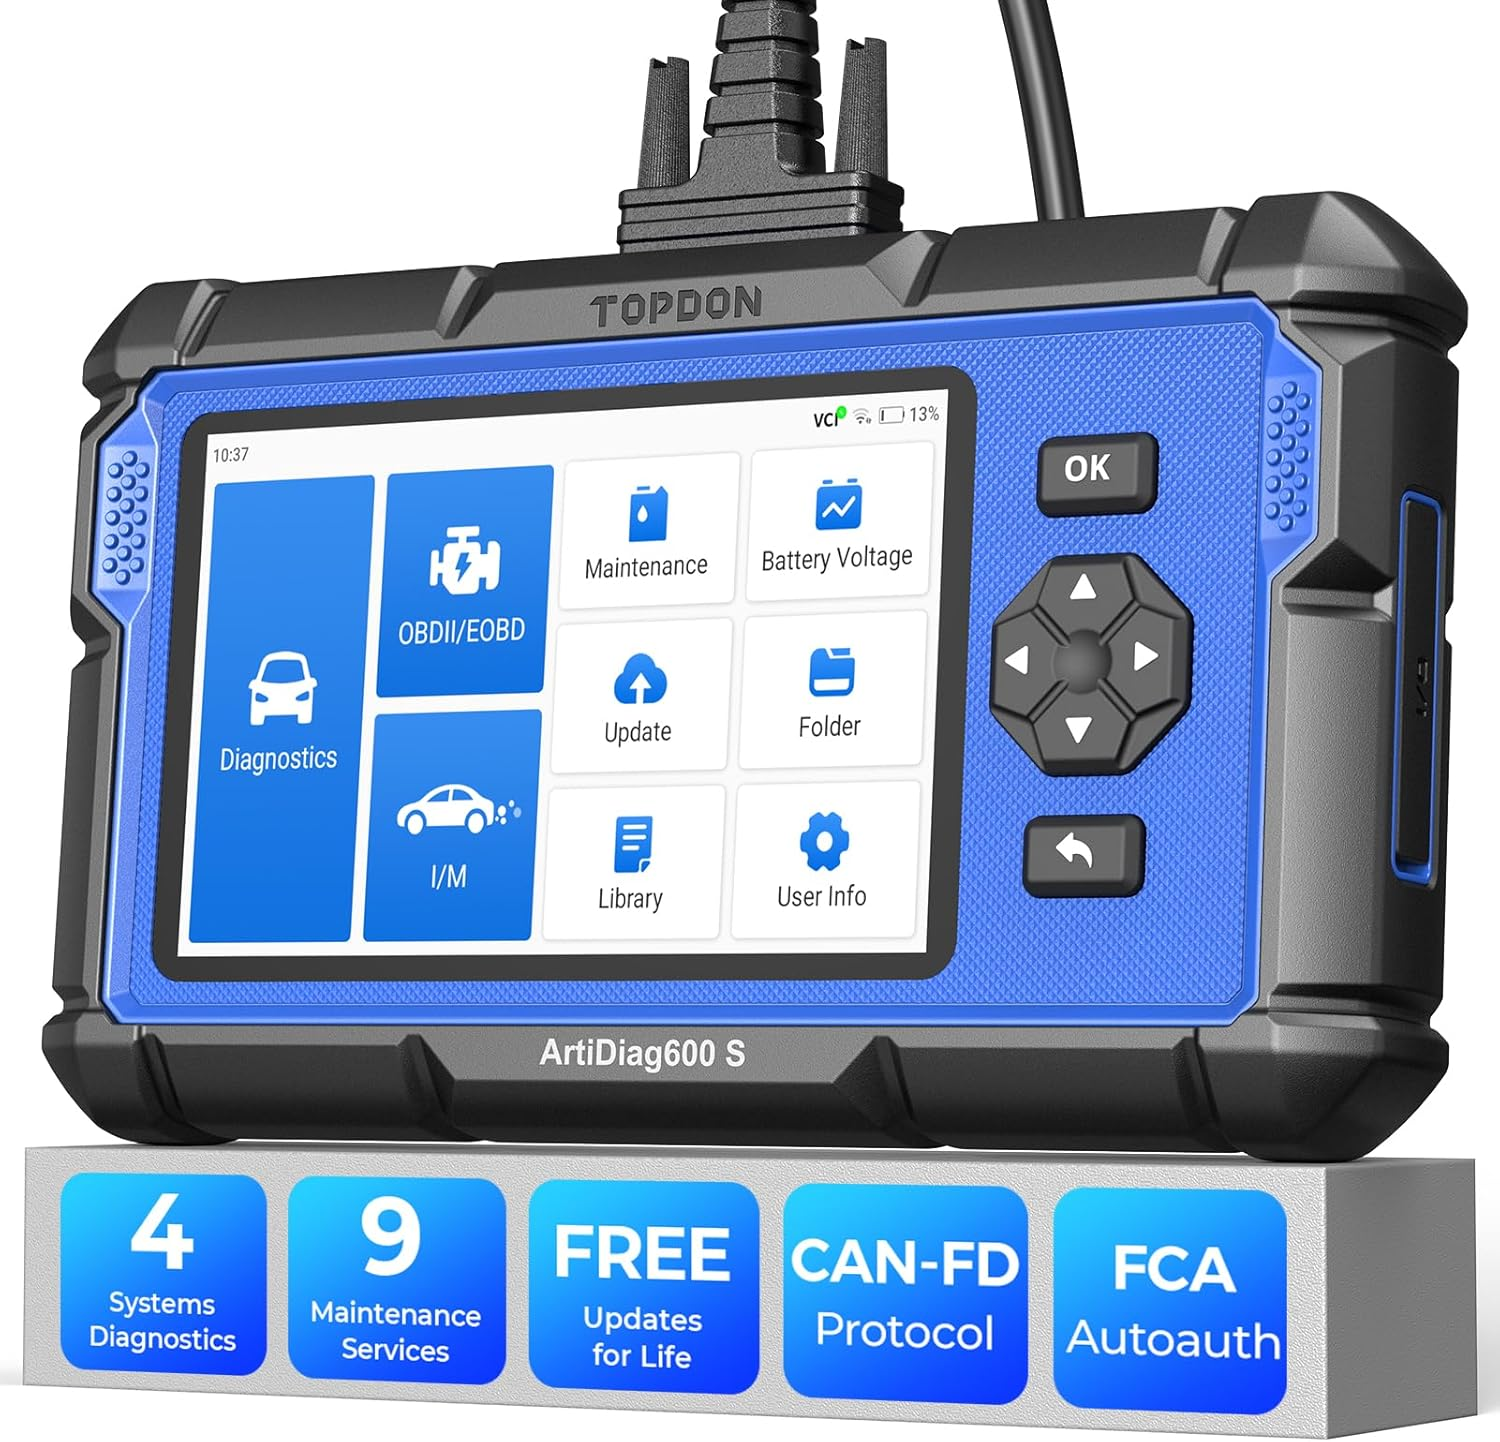 TOPDON
10:37
VCI
13%
Diagnostics
OBDII/EOBD
I/M
Maintenance
Battery Voltage
Update
Folder
Library
User Info
OK
ArtiDiag600 S
4
Systems
Diagnostics
9
Maintenance
Services
FREE
Updates
for Life
CAN-FD
Protocol
FCA
Autoauth